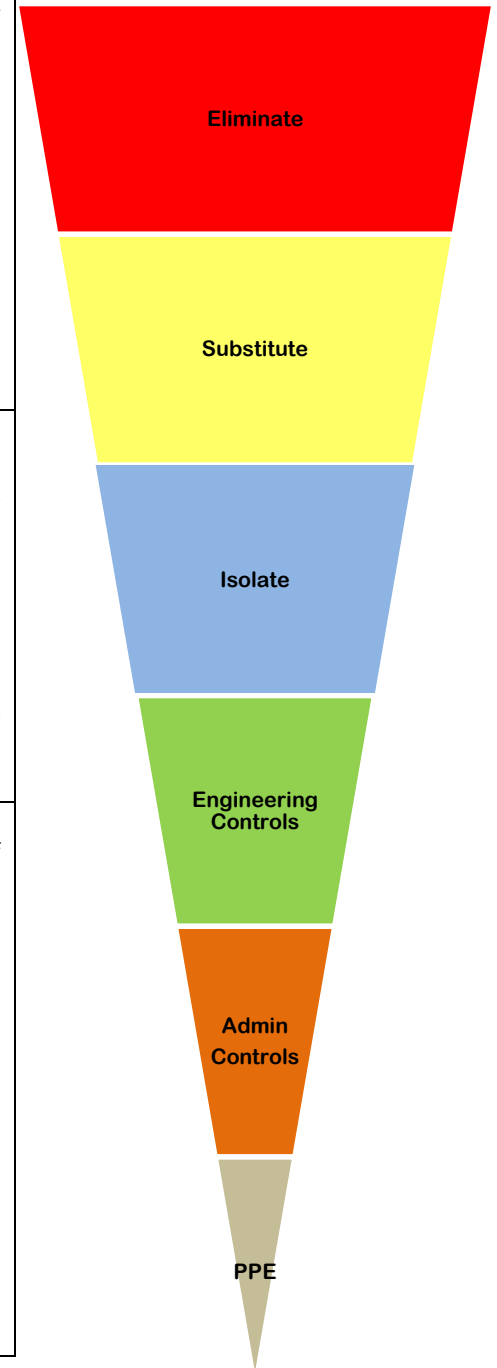 Eliminate
Substitute
Isolate
Engineering
Controls
Admin
Controls
PPE